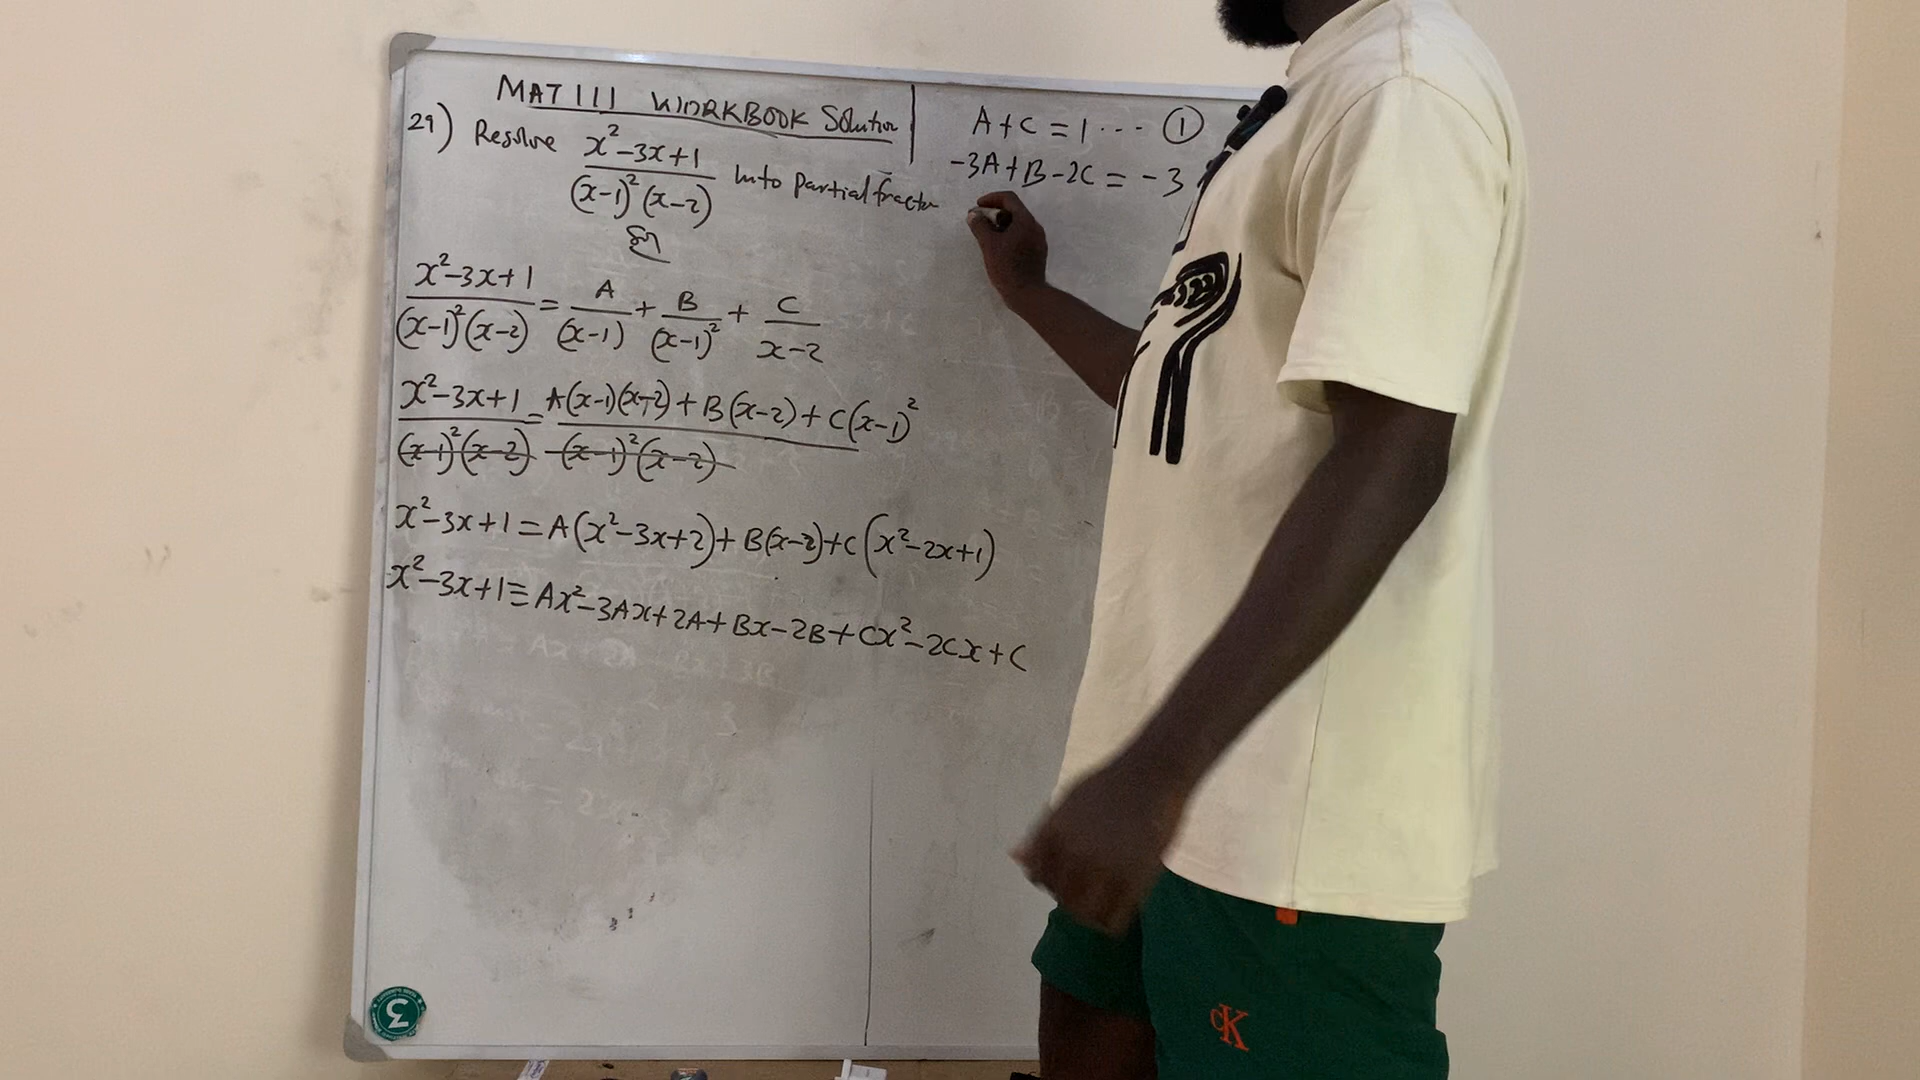 MAT 111 WORKBOOK Solution
29) Resolve x²-3x+1/(x-1)²(x-2) into partial fraction
x²-3x+1/(x-1)²(x-2) = A/(x-1) + B/(x-1)² + C/x-2
x²-3x+1/(x-1)²(x-2) = A(x-1)(x-2) + B(x-2) + C(x-1)²/(x-1)²(x-2)
x²-3x+1 = A(x²-3x+2) + B(x-2) + C(x²-2x+1)
x²-3x+1 ≡ Ax²-3Ax+2A+Bx-2B+Cx²-2Cx+C
A+C = 1 --- ①
-3A+B-2C = -3
3
CK